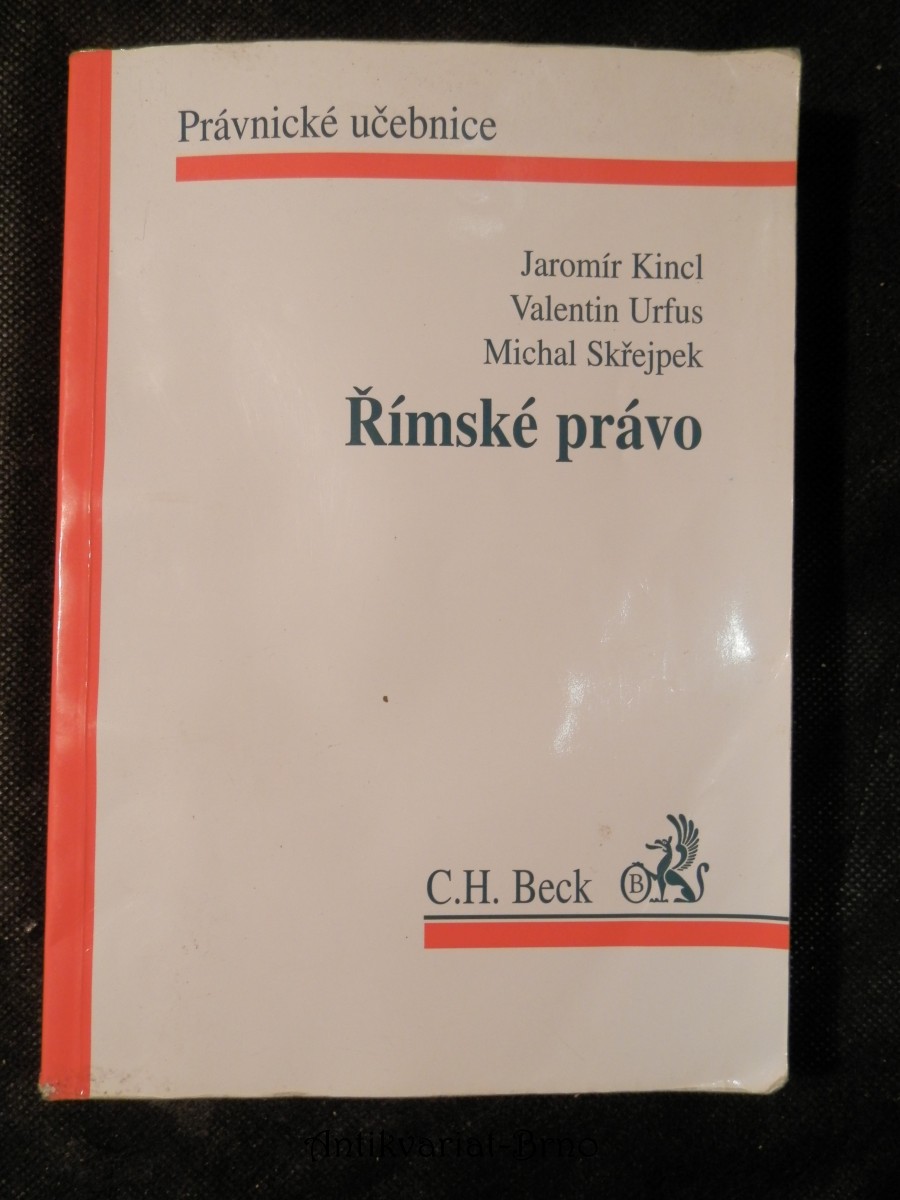 Právnické učebnice
Jaromír Kincl
Valentin Urfus
Michal Skřejpek
Římské právo
C.H. Beck
B
Antikvariat-Brno